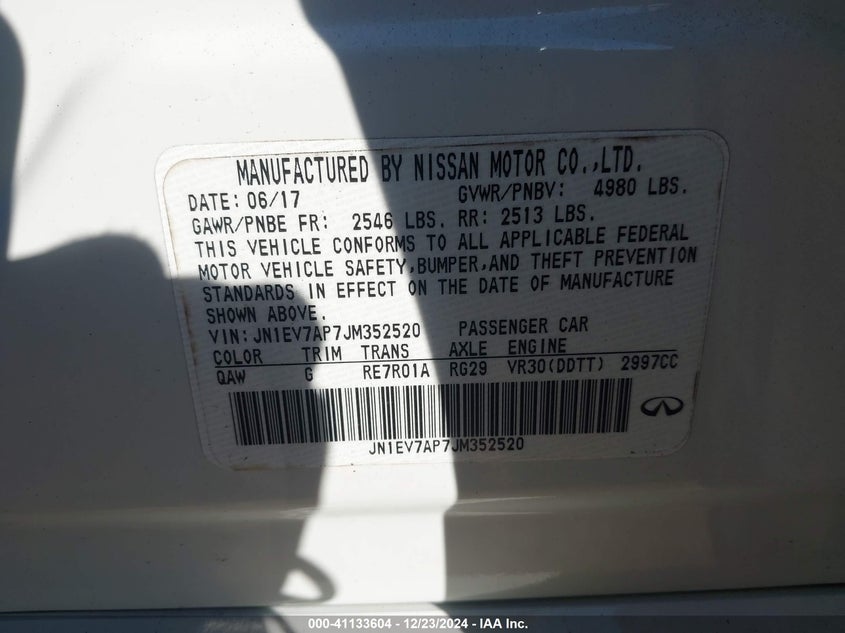 MANUFACTURED BY NISSAN MOTOR CO.,LTD.
DATE: 06/17 GVWR/PNBV: 4980 LBS.
GAWR/PNBE FR: 2546 LBS. RR: 2513 LBS.
THIS VEHICLE CONFORMS TO ALL APPLICABLE FEDERAL
MOTOR VEHICLE SAFETY,BUMPER,AND THEFT PREVENTION
STANDARDS IN EFFECT ON THE DATE OF MANUFACTURE
SHOWN ABOVE.
VIN: JN1EV7AP7JM352520 PASSENGER CAR
COLOR TRIM TRANS AXLE ENGINE
QAW G RE7R01A RG29 VR30(DDTT) 2997CC
JN1EV7AP7JM352520
000-41133604 - 12/23/2024 - IAA Inc.